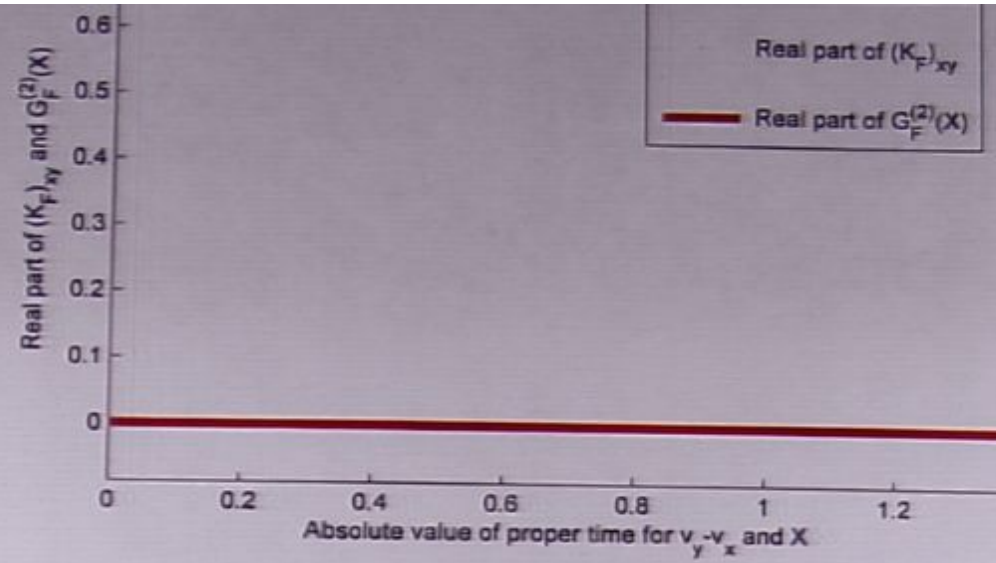 0.6
0.5
0.4
0.3
0.2
0.1
0
Real part of (K_F)_xy and G_F^(2)(X)
Real part of (K_F)_xy
Real part of G_F^(2)(X)
0 0.2 0.4 0.6 0.8 1 1.2
Absolute value of proper time for v_y-v_x and X